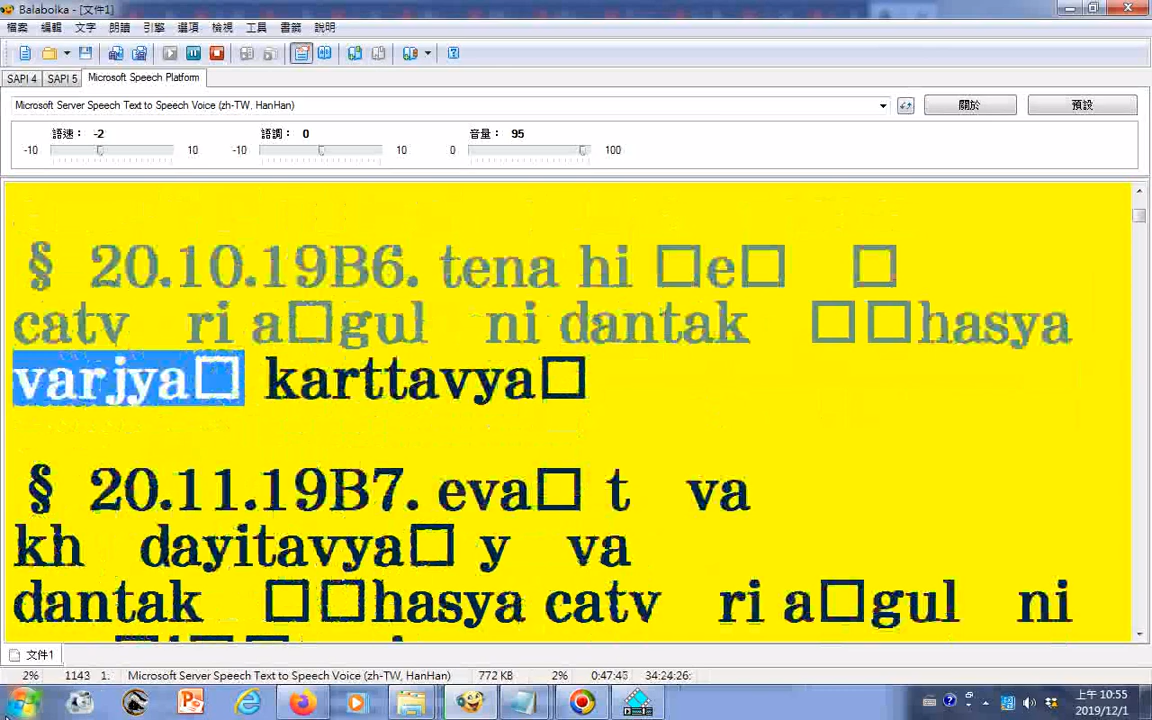 Balabolka - [文件1]
檔案 編輯 文字 朗讀 引擎 選項 檢視 工具 書籤 說明
SAPI 4 SAPI 5 Microsoft Speech Platform
Microsoft Server Speech Text to Speech Voice (zh-TW, HanHan) 關於 預設
語速： -2 語調： 0 音量： 95
-10 10 -10 10 0 100
§ 20.10.19B6. tena hi □e□ □
catv ri a□gul ni dantak □□hasya
varjya□ karttavya□
§ 20.11.19B7. eva□ t va
kh dayitavya□ y va
dantak □□hasya catv ri a□gul ni
文件1
2% 1143 1: Microsoft Server Speech Text to Speech Voice (zh-TW, HanHan) 772 KB 2% 0:47:43 34:24:26:
上午 10:55
2019/12/1